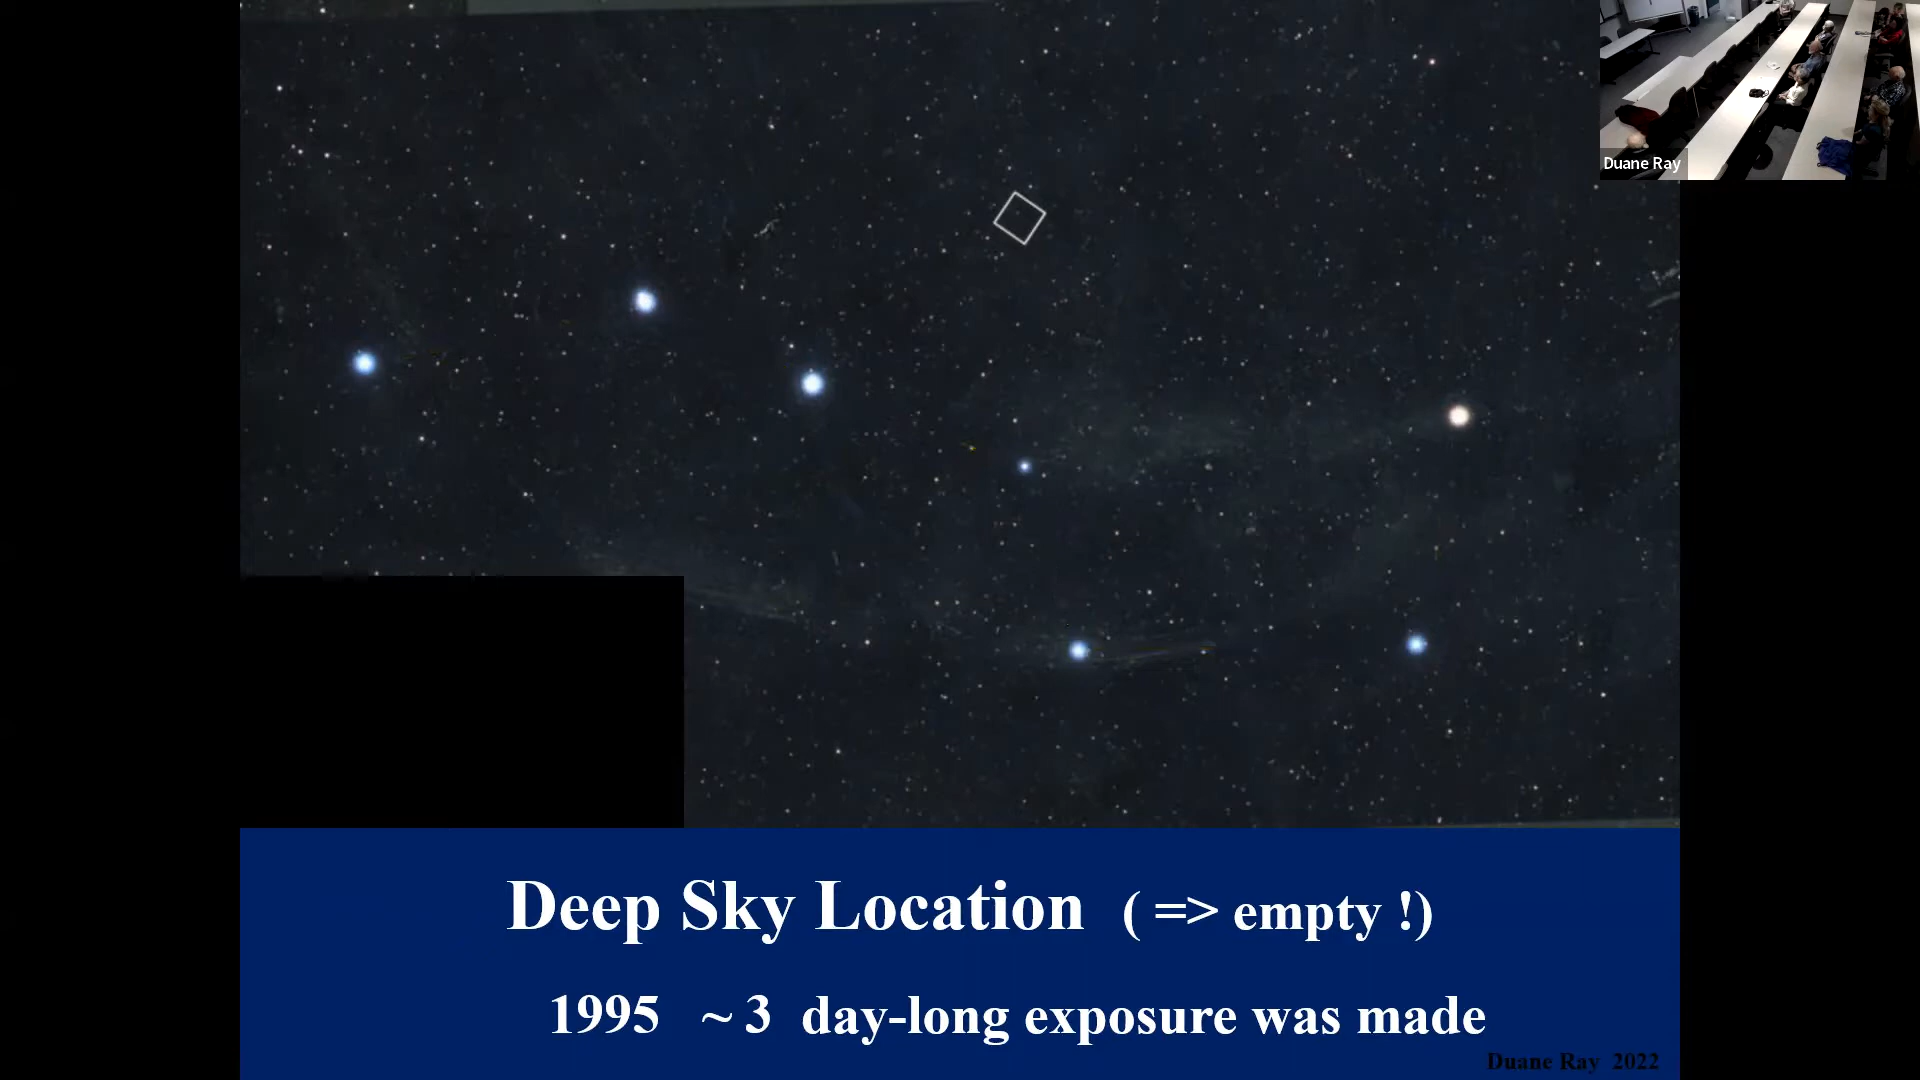 Duane Ray
Deep Sky Location ( => empty !)
1995 ~ 3 day-long exposure was made
Duane Ray 2022